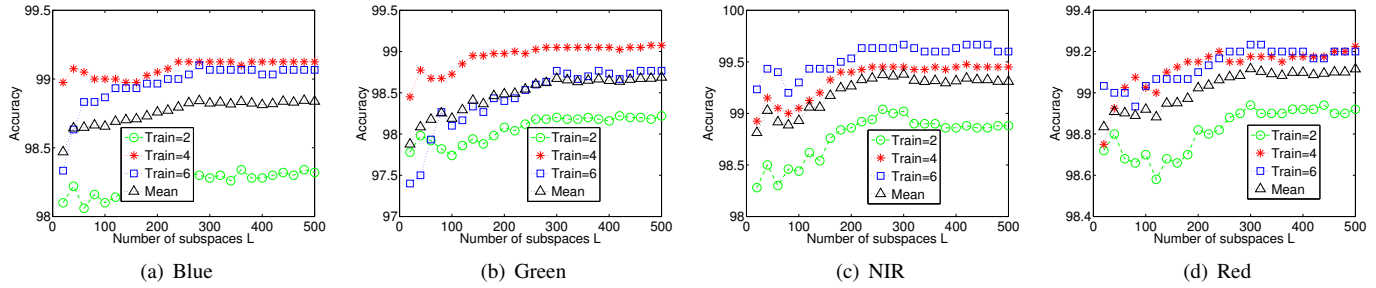 99.5
99
98.5
98
Accuracy
0 100 200 300 400 500
Number of subspaces L
Train=2
Train=4
Train=6
Mean
(a) Blue
99.5
99
98.5
98
97.5
97
Accuracy
0 100 200 300 400 500
Number of subspaces L
Train=2
Train=4
Train=6
Mean
(b) Green
100
99.5
99
98.5
98
Accuracy
0 100 200 300 400 500
Number of subspaces L
Train=2
Train=4
Train=6
Mean
(c) NIR
99.4
99.2
99
98.8
98.6
98.4
Accuracy
0 100 200 300 400 500
Number of subspaces L
Train=2
Train=4
Train=6
Mean
(d) Red